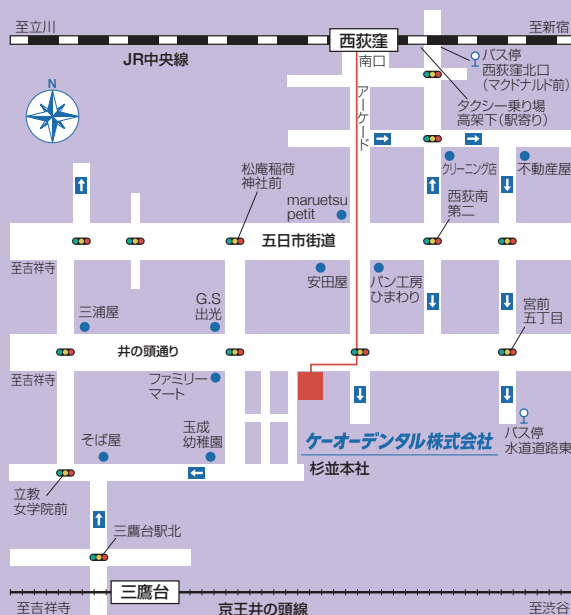 至立川
西荻窪
至新宿
JR中央線
南口
バス停
西荻窪北口
(マクドナルド前)
タクシー乗り場
高架下(駅寄り)
N
アーケード
クリーニング店
不動産屋
松庵稲荷
神社前
maruetsu
petit
西荻南
第二
五日市街道
至吉祥寺
安田屋
パン工房
ひまわり
三浦屋
G.S
出光
宮前
五丁目
井の頭通り
至吉祥寺
ファミリー
マート
そば屋
玉成
幼稚園
ケーオーデンタル株式会社
杉並本社
バス停
水道道路東
立教
女学院前
三鷹台駅北
三鷹台
至吉祥寺
京王井の頭線
至渋谷